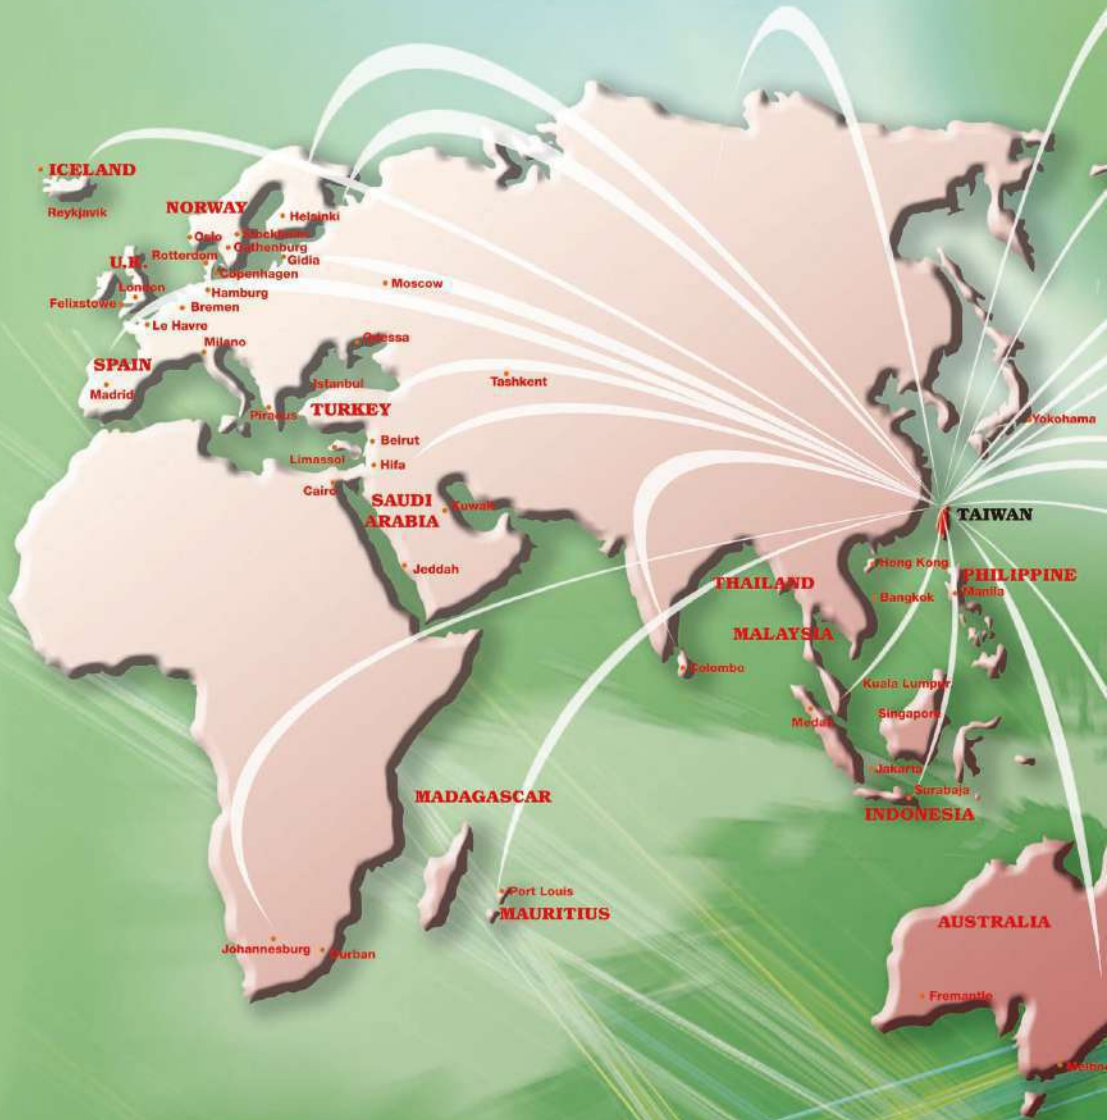 ICELAND
Reykjavik
NORWAY
Helsinki
Oslo
Stockholm
Gothenburg
Rotterdam
Gidia
U.K.
Copenhagen
London
Hamburg
Moscow
Felixstowe
Bremen
Le Havre
Milano
Odessa
SPAIN
Madrid
Istanbul
Tashkent
Piraeus
TURKEY
Yokohama
Beirut
Limassol
Hifa
Cairo
SAUDI
ARABIA
Kuwait
TAIWAN
Jeddah
Hong Kong
THAILAND
PHILIPPINE
Manila
Bangkok
MALAYSIA
Colombo
Kuala Lumpur
Singapore
Medan
Jakarta
Surabaja
INDONESIA
MADAGASCAR
Port Louis
MAURITIUS
AUSTRALIA
Johannesburg
Durban
Fremantle